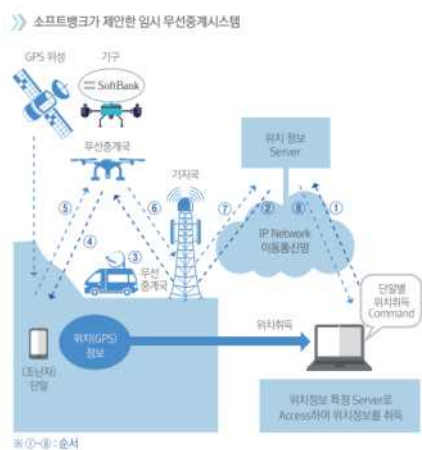 소프트뱅크가 제안한 임시 무선중계시스템
GPS 위성
기구
SoftBank
무선중계국
기지국
위치 정보
Server
⑤
④
⑥
③
⑦
②
⑧
①
IP Network
이동통신망
무선
중계국
단말별
위치취득
Command
위치(GPS)
정보
위치취득
(조난자)
단말
위치정보 특정 Server로
Access하여 위치정보를 취득
※ ①~⑧ : 순서